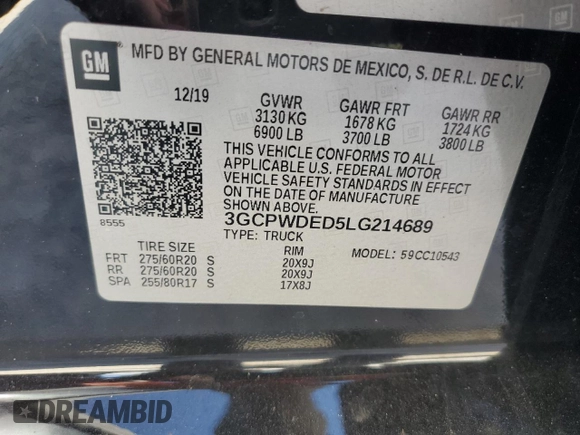 GM
MFD BY GENERAL MOTORS DE MEXICO, S. DE R.L. DE C.V.
12/19 GVWR GAWR FRT GAWR RR
3130 KG 1678 KG 1724 KG
6900 LB 3700 LB 3800 LB
THIS VEHICLE CONFORMS TO ALL
APPLICABLE U.S. FEDERAL MOTOR
VEHICLE SAFETY STANDARDS IN EFFECT
ON THE DATE OF MANUFACTURE
SHOWN ABOVE.
8555 3GCPWDED5LG214689
TYPE: TRUCK MODEL: 59CC10543
TIRE SIZE RIM
FRT 275/60R20 S 20X9J
RR 275/60R20 S 20X9J
SPA 255/80R17 S 17X8J
DREAMBID